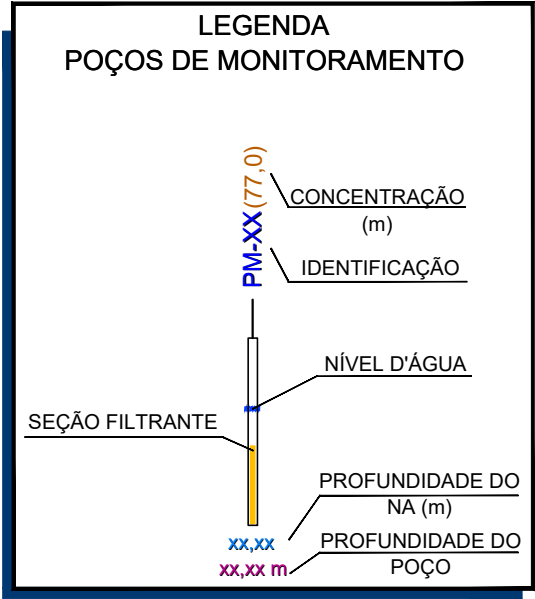 LEGENDA
POÇOS DE MONITORAMENTO
PM-XX(77,0)
CONCENTRAÇÃO
(m)
IDENTIFICAÇÃO
NÍVEL D'ÁGUA
SEÇÃO FILTRANTE
PROFUNDIDADE DO
NA (m)
xx,xx
PROFUNDIDADE DO
POÇO
xx,xx m